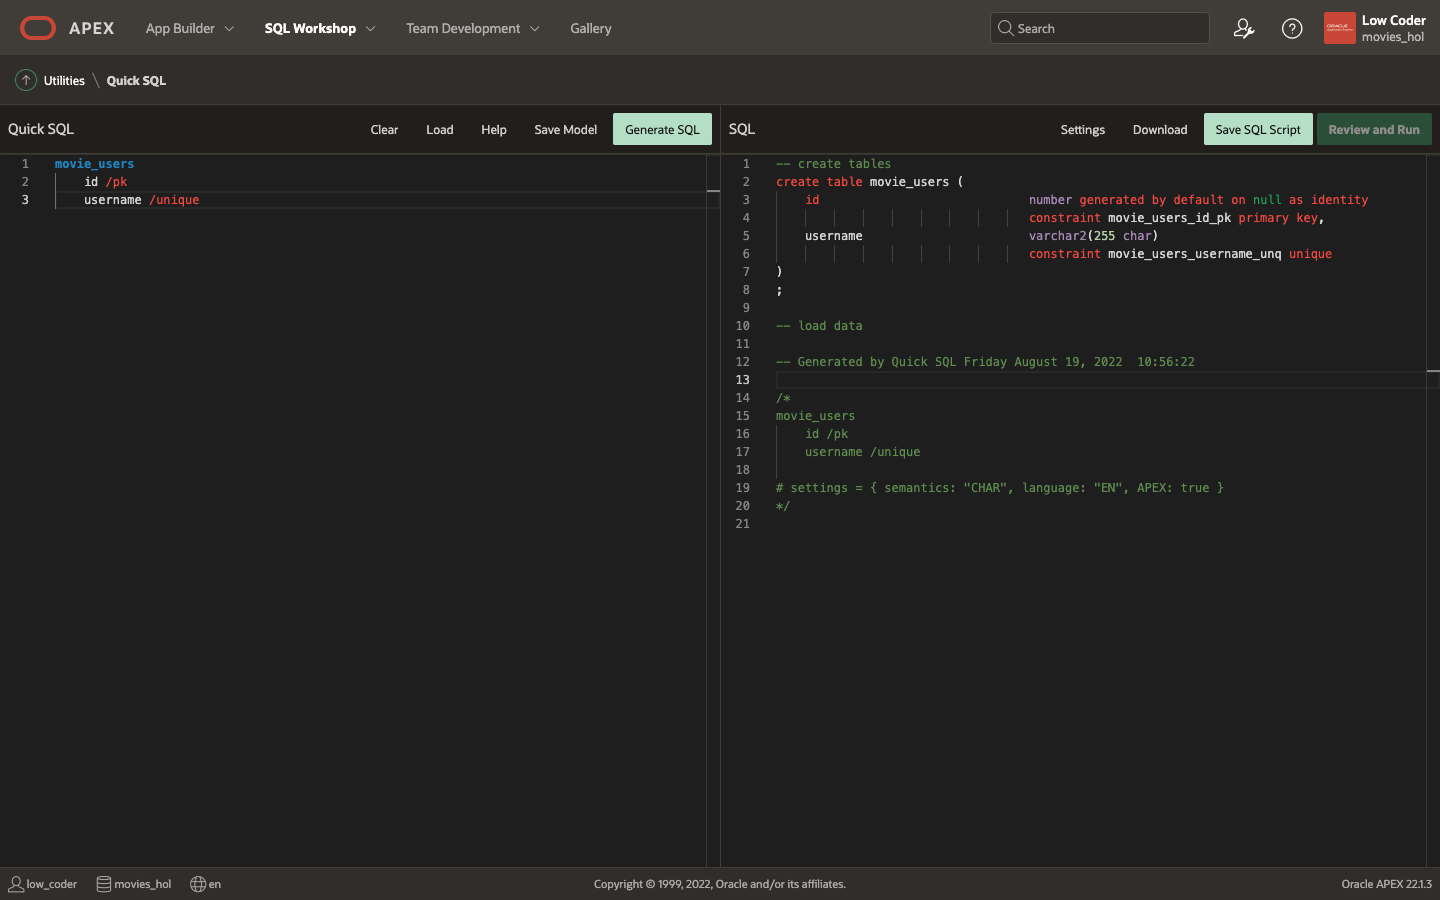 APEX App Builder SQL Workshop Team Development Gallery Search Low Coder
movies_hol
Utilities \ Quick SQL
Quick SQL Clear Load Help Save Model Generate SQL
1 movie_users
2 id /pk
3 username /unique
SQL Settings Download Save SQL Script Review and Run
1 -- create tables
2 create table movie_users (
3 id number generated by default on null as identity
4 constraint movie_users_id_pk primary key,
5 username varchar2(255 char)
6 constraint movie_users_username_unq unique
7 )
8 ;
9
10 -- load data
11
12 -- Generated by Quick SQL Friday August 19, 2022  10:56:22
13
14 /*
15 movie_users
16 id /pk
17 username /unique
18
19 # settings = { semantics: "CHAR", language: "EN", APEX: true }
20 */
21
low_coder movies_hol en Copyright © 1999, 2022, Oracle and/or its affiliates. Oracle APEX 22.1.3